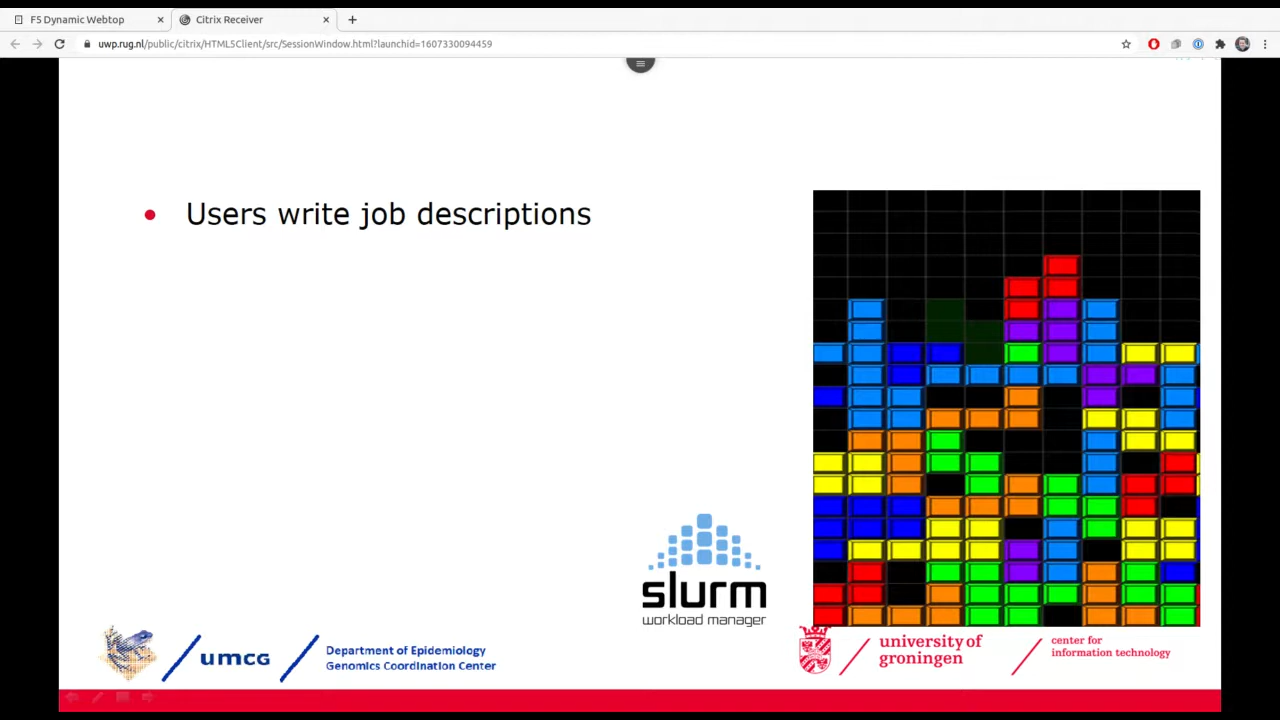 F5 Dynamic Webtop
Citrix Receiver
uwp.rug.nl/public/citrix/HTML5Client/src/SessionWindow.html?launchid=1607330094459
Users write job descriptions
slurm
workload manager
umcg
Department of Epidemiology
Genomics Coordination Center
university of
groningen
center for
information technology